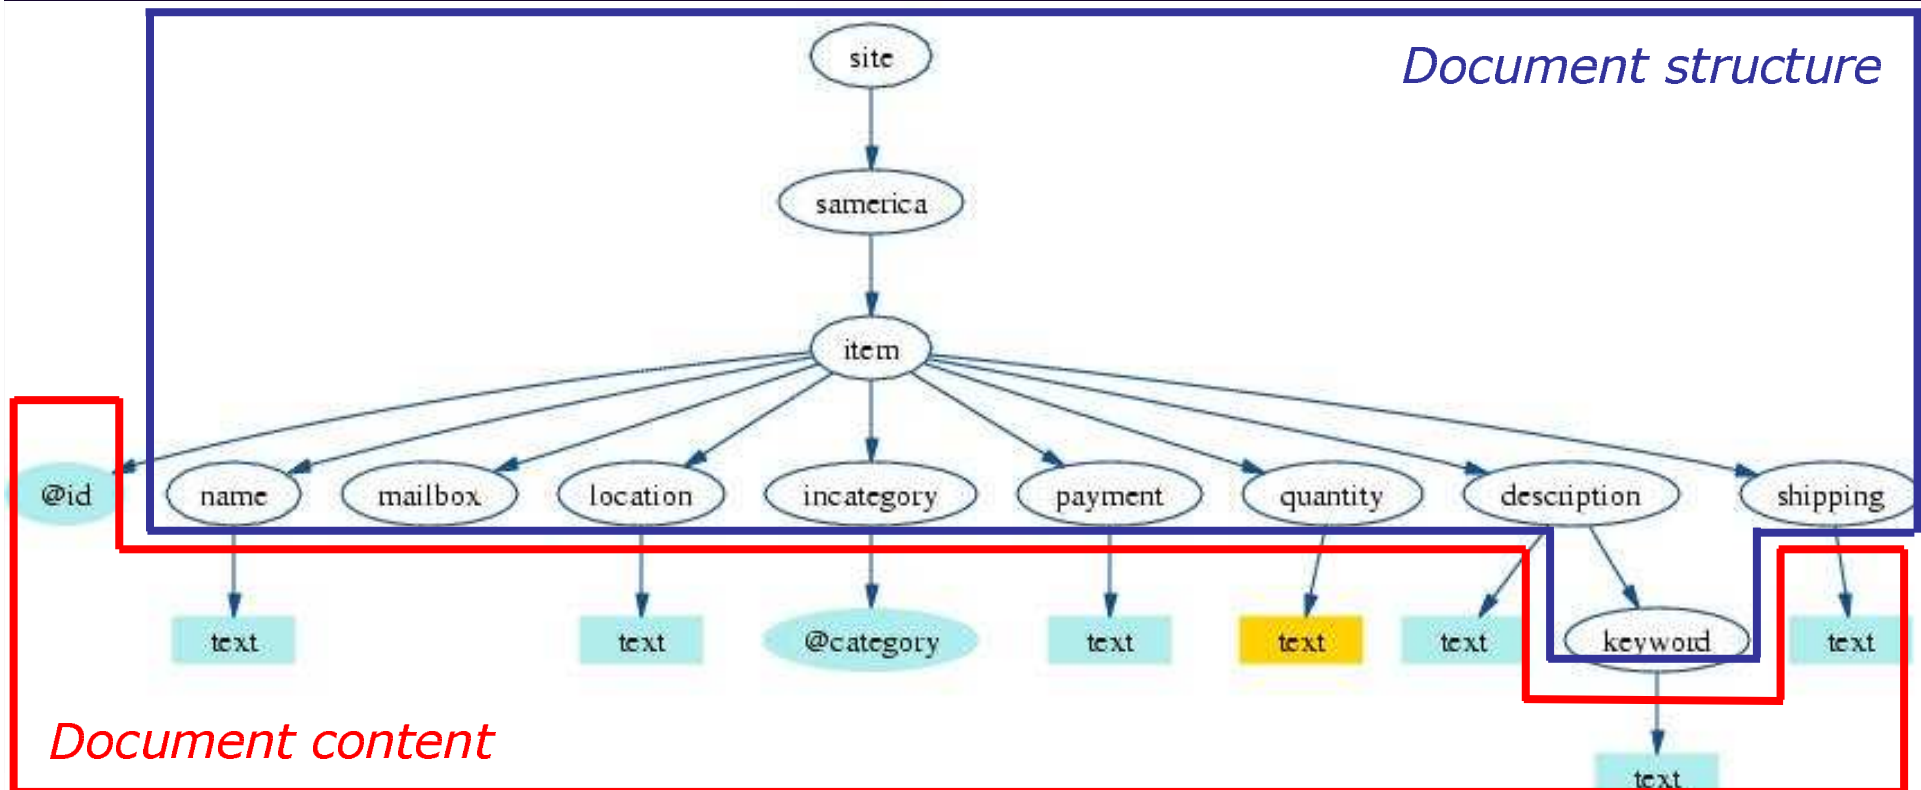 site
Document structure
samerica
item
@id
name
mailbox
location
incategory
payment
quantity
description
shipping
text
text
@category
text
text
text
keyword
text
Document content
text